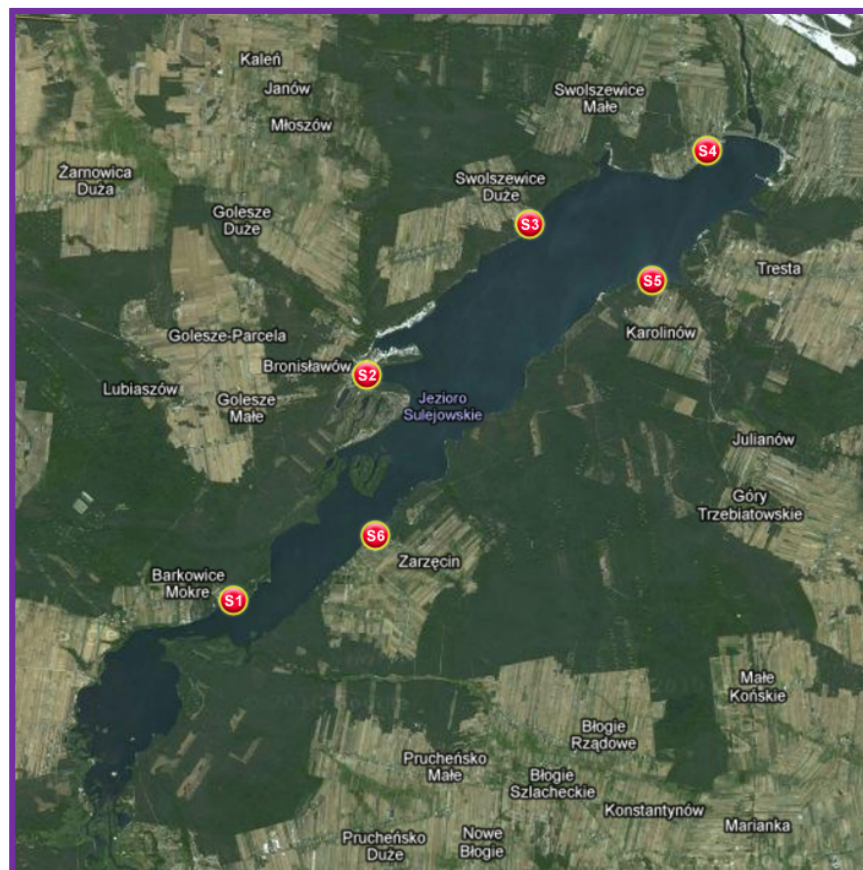 Kaleń
Janów
Młoszów
Swolszewice
Małe
S4
Żarnowica
Duża
Swolszewice
Duże
Golesze
Duże
S3
Tresta
S5
Karolinów
Golesze-Parcela
Bronisławów
S2
Lubiaszów
Golesze
Małe
Jezioro
Sulejowskie
Julianów
Góry
Trzebiatowskie
S6
Zarzęcin
Barkowice
Mokre
S1
Małe
Końskie
Błogie
Rządowe
Prucheńsko
Małe
Błogie
Szlacheckie
Konstantynów
Marianka
Prucheńsko
Duże
Nowe
Błogie